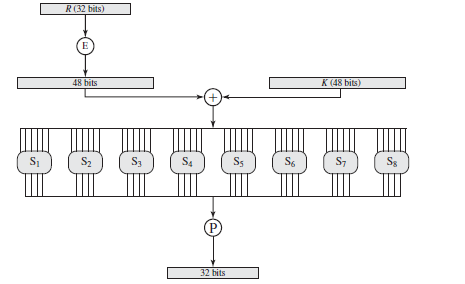 R (32 bits)
E
48 bits
K (48 bits)
+
S1 S2 S3 S4 S5 S6 S7 S8
P
32 bits